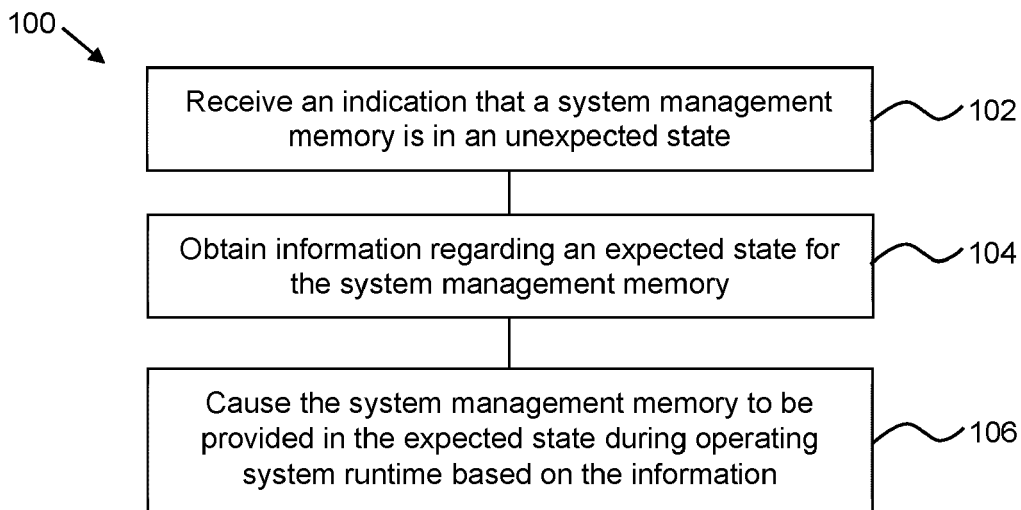 100
Receive an indication that a system management
memory is in an unexpected state
102
Obtain information regarding an expected state for
the system management memory
104
Cause the system management memory to be
provided in the expected state during operating
system runtime based on the information
106